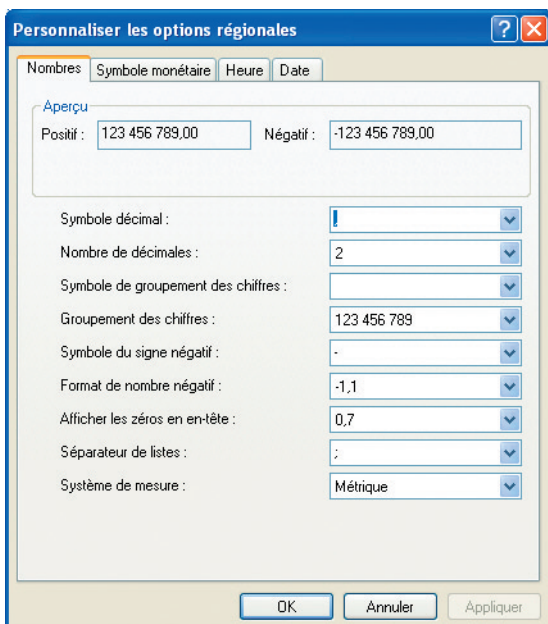 Personnaliser les options régionales
Nombres Symbole monétaire Heure Date
Aperçu
Positif : 123 456 789,00 Négatif : -123 456 789,00
Symbole décimal : ,
Nombre de décimales : 2
Symbole de groupement des chiffres :
Groupement des chiffres : 123 456 789
Symbole du signe négatif : -
Format de nombre négatif : -1,1
Afficher les zéros en en-tête : 0,7
Séparateur de listes : ;
Système de mesure : Métrique
OK Annuler Appliquer